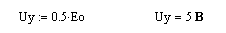 Uy := 0.5·Eo Uy = 5 B